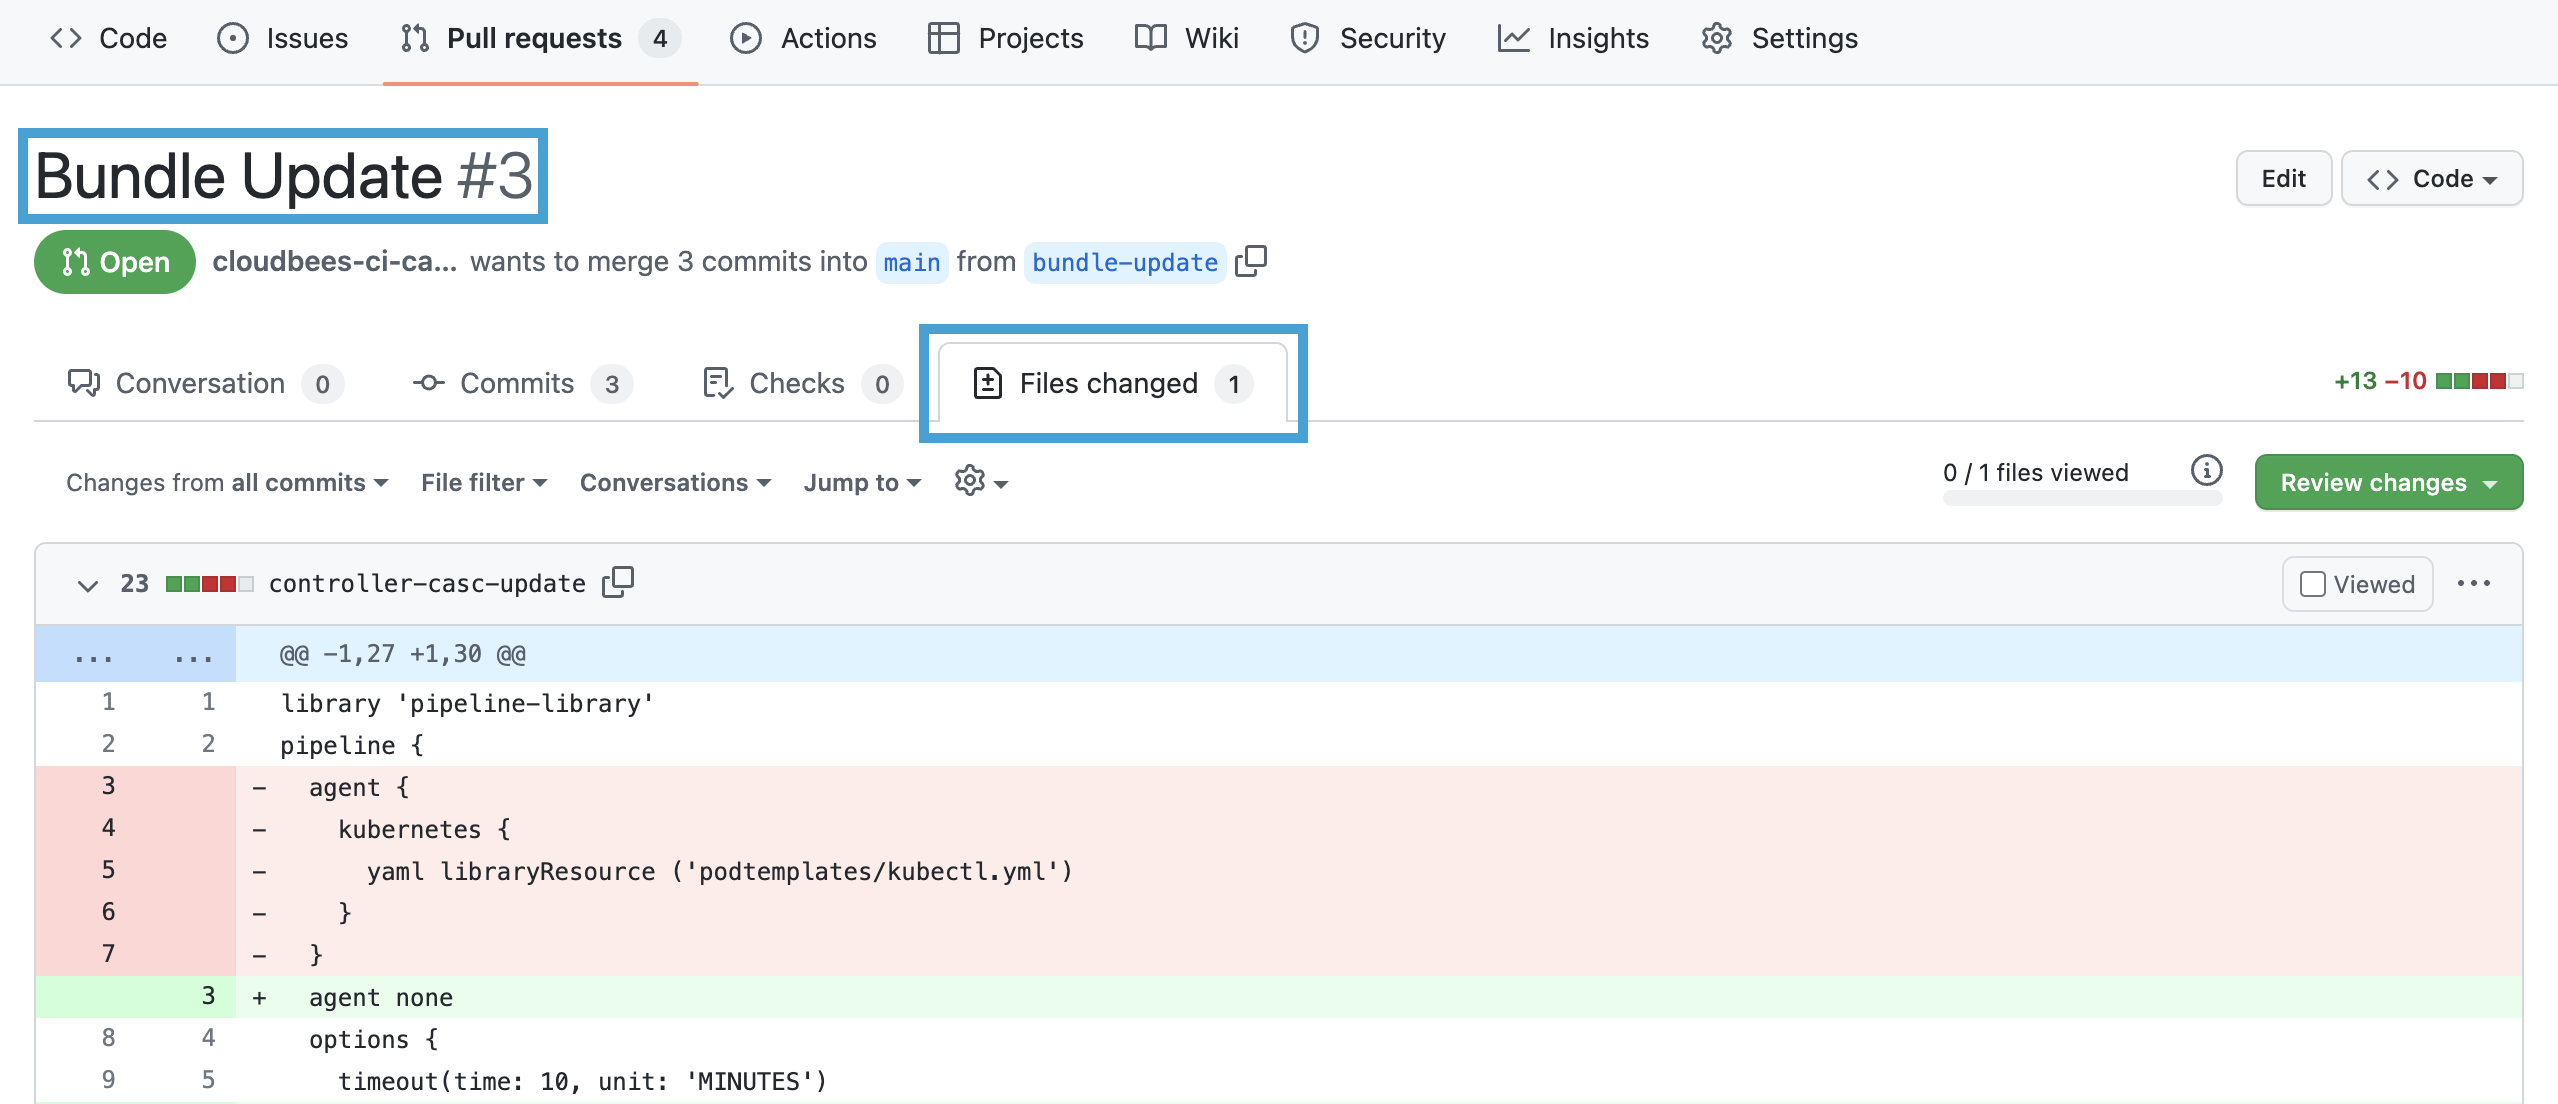 Code Issues Pull requests 4 Actions Projects Wiki Security Insights Settings
Bundle Update #3
Edit Code
Open cloudbees-ci-ca... wants to merge 3 commits into main from bundle-update
Conversation 0 Commits 3 Checks 0 Files changed 1 +13 −10
Changes from all commits File filter Conversations Jump to 0 / 1 files viewed Review changes
23 controller-casc-update Viewed ...
... ... @@ -1,27 +1,30 @@
1 1 library 'pipeline-library'
2 2 pipeline {
3 - agent {
4 - kubernetes {
5 - yaml libraryResource ('podtemplates/kubectl.yml')
6 - }
7 - }
3 + agent none
8 4 options {
9 5 timeout(time: 10, unit: 'MINUTES')